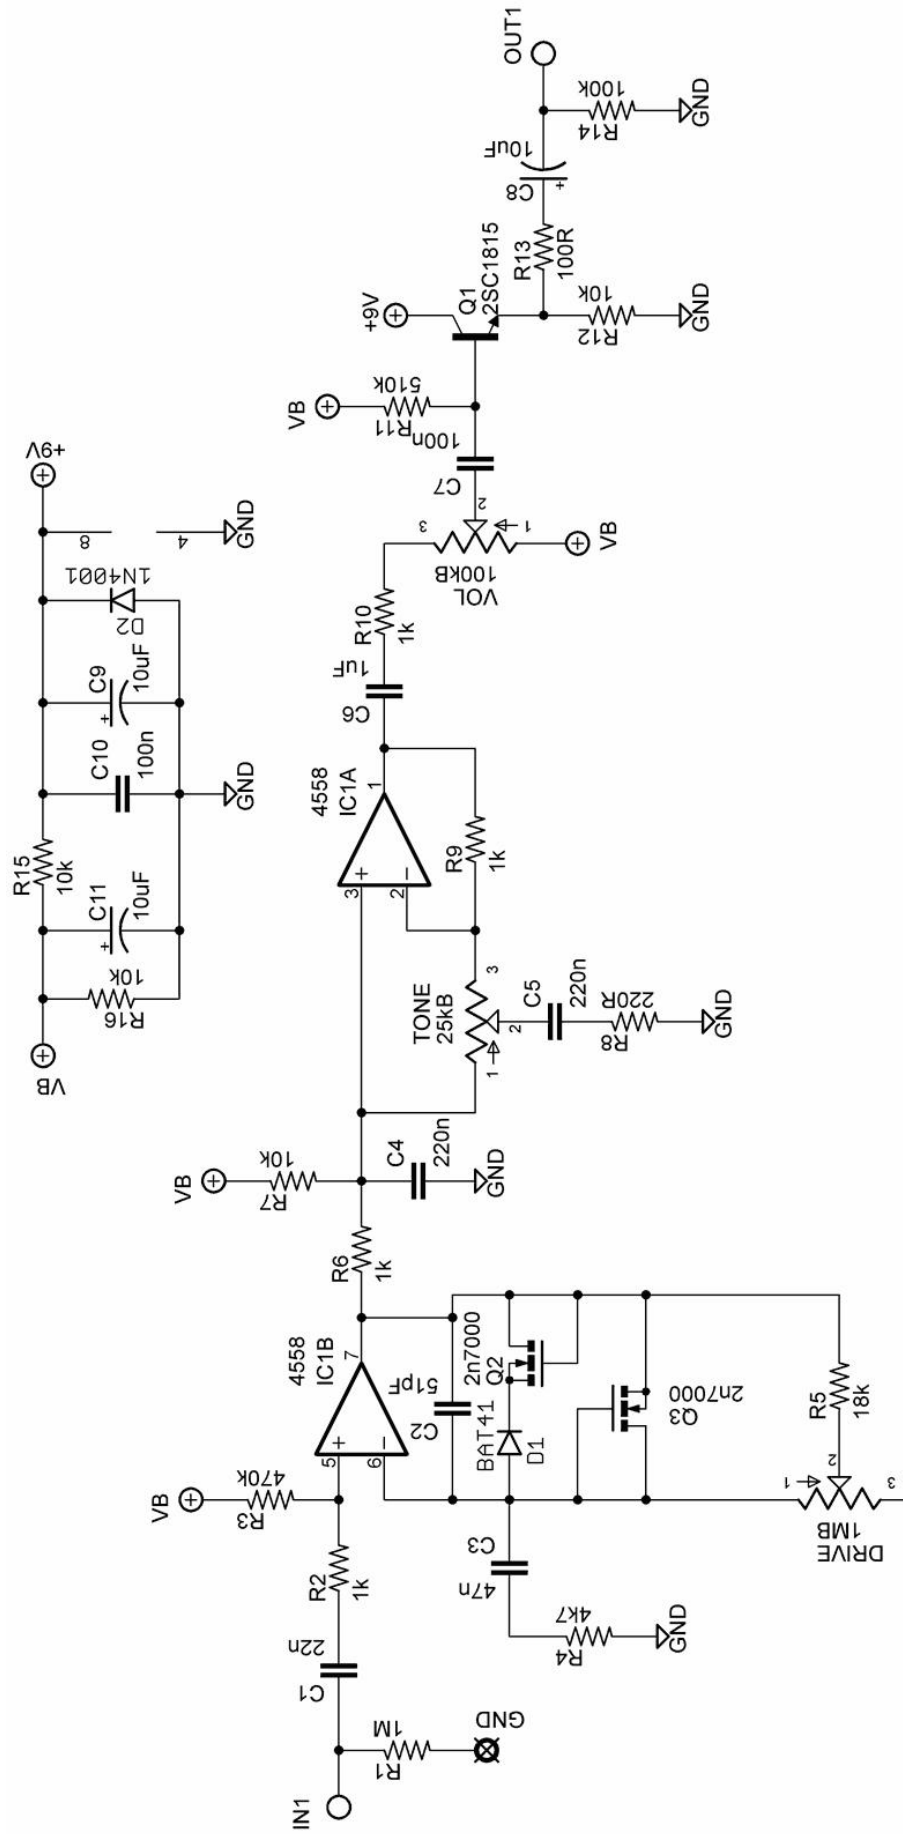 IN1
R1
1M
GND
C1
22n
R2
1k
VB
R3
470k
5
+
6
−
4558
IC1B
7
C3
47n
R4
4k7
GND
C2
51pF
BAT41
D1
2n7000
Q2
Q3
2n7000
R5
18k
DRIVE
1MB
1
2
3
R6
1k
VB
R7
10k
C4
220n
GND
TONE
25kB
1
2
3
C5
220n
R8
220R
GND
3
+
2
−
4558
IC1A
1
R9
1k
C6
1uF
R10
1k
VOL
100kB
3
2
1
VB
C7
100n
VB
R11
510k
+9V
Q1
2SC1815
R12
10k
GND
R13
100R
C8
10uF
+
R14
100k
GND
OUT1
VB
R16
10k
C11
10uF
+
R15
10k
C10
100n
GND
C9
10uF
+
D2
1N4001
8
4
GND
+9V